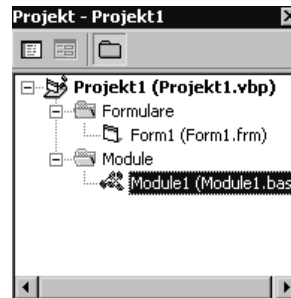 Projekt - Projekt1
Projekt1 (Projekt1.vbp)
Formulare
Form1 (Form1.frm)
Module
Module1 (Module1.bas